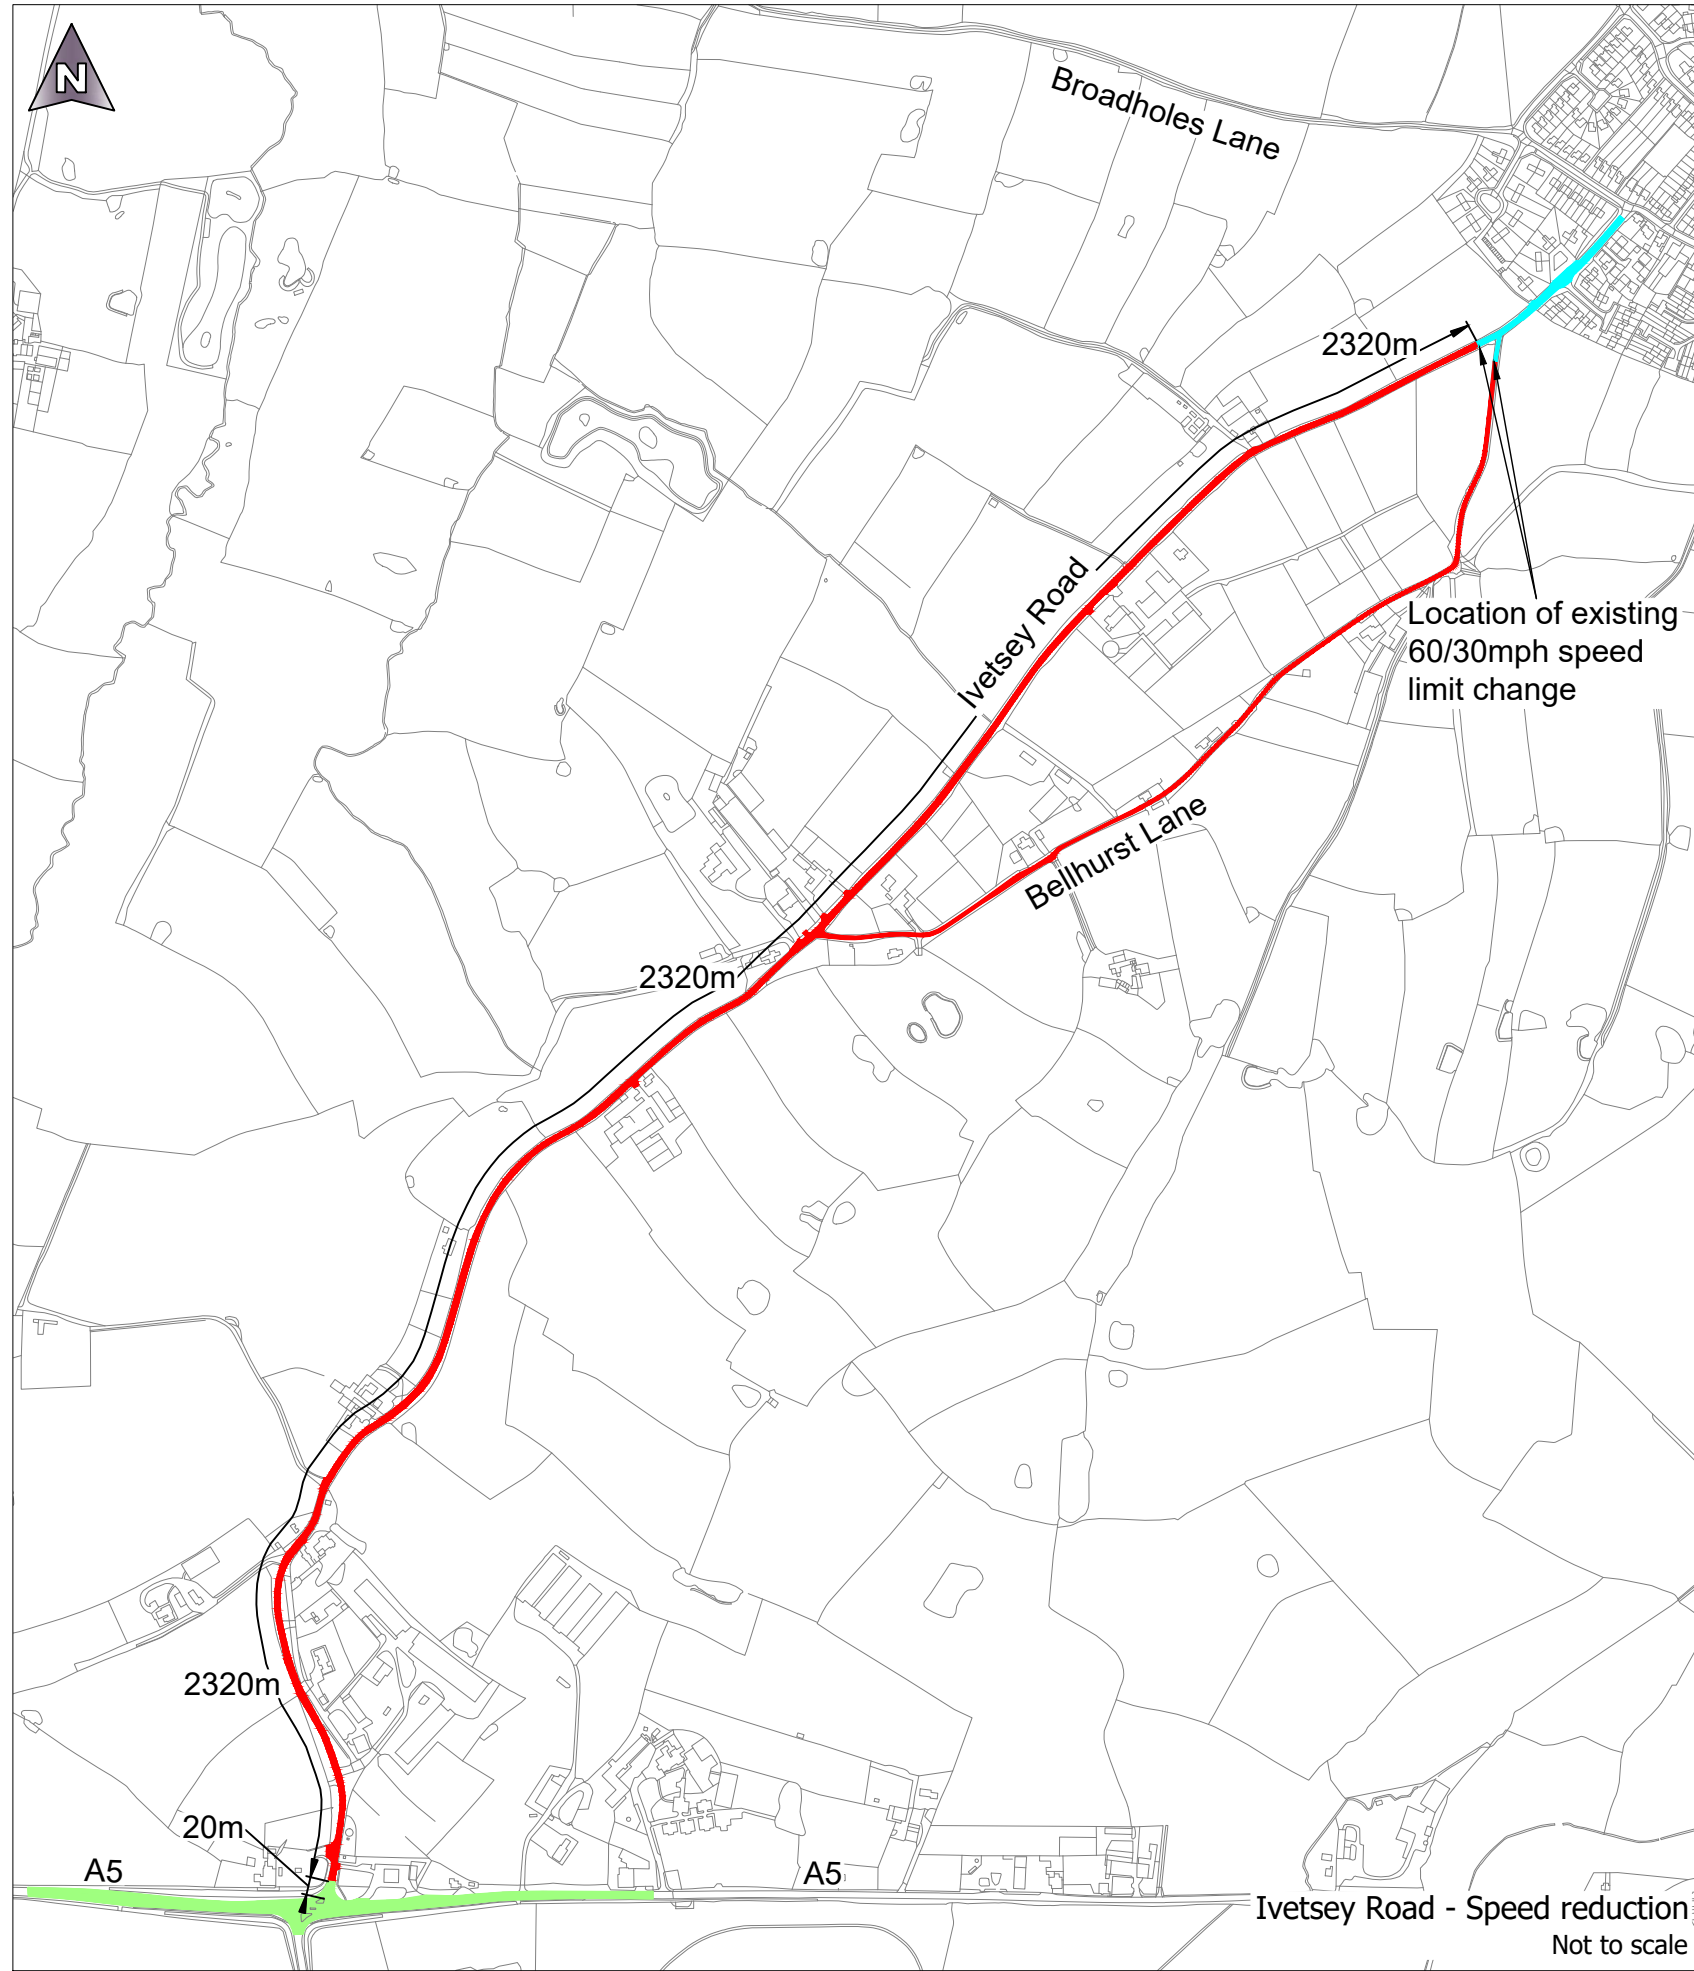 N
Broadholes Lane
2320m
Ivetsey Road
Location of existing
60/30mph speed
limit change
Bellhurst Lane
2320m
2320m
20m
A5
A5
Ivetsey Road - Speed reduction
Not to scale